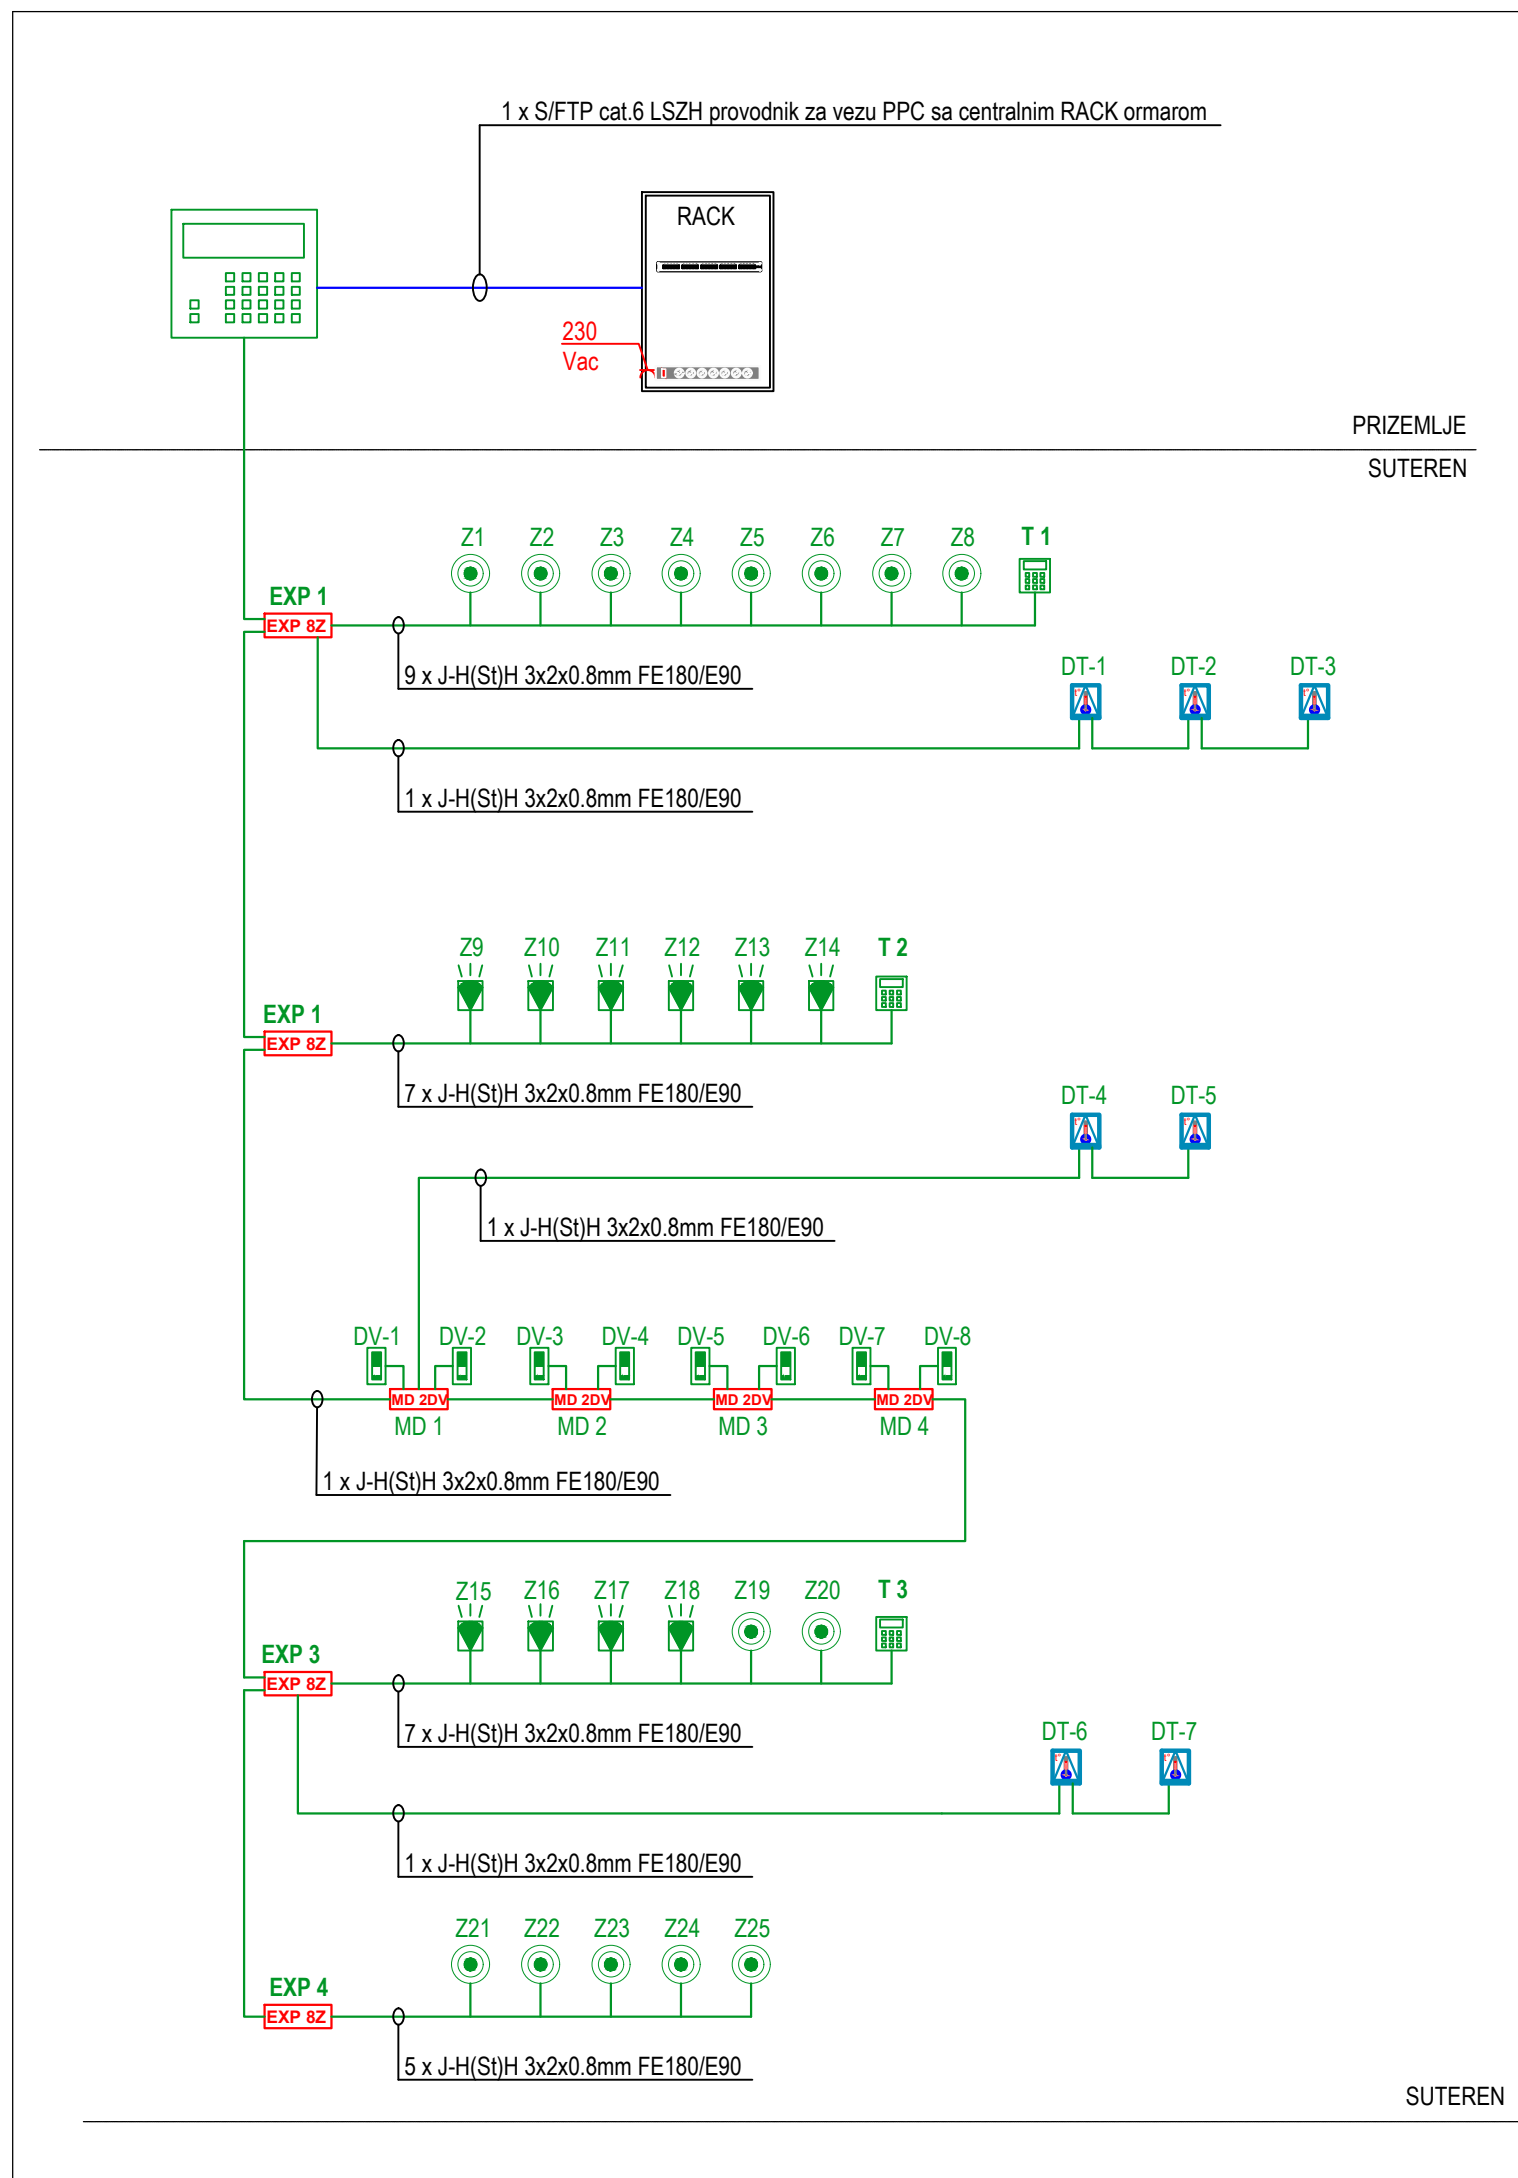 1 x S/FTP cat.6 LSZH provodnik za vezu PPC sa centralnim RACK ormarom
RACK
230
Vac
PRIZEMLJE
SUTEREN
Z1 Z2 Z3 Z4 Z5 Z6 Z7 Z8 T 1
EXP 1
EXP 8Z
9 x J-H(St)H 3x2x0.8mm FE180/E90
DT-1 DT-2 DT-3
t° t° t°
1 x J-H(St)H 3x2x0.8mm FE180/E90
Z9 Z10 Z11 Z12 Z13 Z14 T 2
EXP 1
EXP 8Z
7 x J-H(St)H 3x2x0.8mm FE180/E90
DT-4 DT-5
t° t°
1 x J-H(St)H 3x2x0.8mm FE180/E90
DV-1 DV-2 DV-3 DV-4 DV-5 DV-6 DV-7 DV-8
MD 2DV MD 2DV MD 2DV MD 2DV
MD 1 MD 2 MD 3 MD 4
1 x J-H(St)H 3x2x0.8mm FE180/E90
Z15 Z16 Z17 Z18 Z19 Z20 T 3
EXP 3
EXP 8Z
7 x J-H(St)H 3x2x0.8mm FE180/E90
DT-6 DT-7
t° t°
1 x J-H(St)H 3x2x0.8mm FE180/E90
Z21 Z22 Z23 Z24 Z25
EXP 4
EXP 8Z
5 x J-H(St)H 3x2x0.8mm FE180/E90
SUTEREN